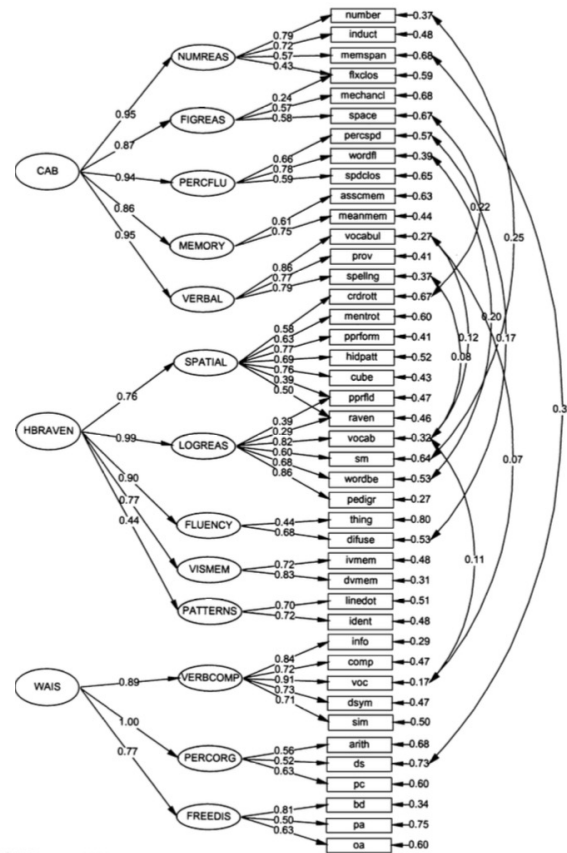 0.79 number 0.37
0.72 induct 0.48
NUMREAS 0.57 memspan 0.68
0.43 flxclos 0.59
0.24
0.95 FIGREAS 0.57 mechancl 0.68
0.58 space 0.67
0.87
0.66 percspd 0.57
CAB 0.94 PERCFLU 0.78 wordfl 0.39
0.59 spdclos 0.65
0.86 0.61 asscmem 0.63
MEMORY 0.75 meanmem 0.44 0.22
0.95 0.86 vocabul 0.27 0.25
0.77 prov 0.41
VERBAL 0.79 spellng 0.37
crdrott 0.67
0.58 mentrot 0.60 0.20
0.63 pprform 0.41 0.12 0.17
SPATIAL 0.77
0.69 hidpatt 0.52 0.08
0.76 cube 0.43
0.39 pprfld 0.47 0.3
0.76 0.50 raven 0.46
0.39
0.29 vocab 0.32
HBRAVEN 0.99 LOGREAS 0.82
0.60 sm 0.64 0.07
0.68 wordbe 0.53
0.86 pedigr 0.27
0.90 0.44 thing 0.80
FLUENCY 0.68 difuse 0.53
0.77
0.44 0.72 ivmem 0.48 0.11
VISMEM 0.83 dvmem 0.31
0.70 linedot 0.51
PATTERNS 0.72 ident 0.48
info 0.29
0.84 comp 0.47
0.72
WAIS 0.89 VERBCOMP 0.91 voc 0.17
0.73 dsym 0.47
0.71 sim 0.50
1.00 0.56 arith 0.68
0.77 PERCORG 0.52 ds 0.73
0.63 pc 0.60
0.81 bd 0.34
FREEDIS 0.50 pa 0.75
0.63 oa 0.60